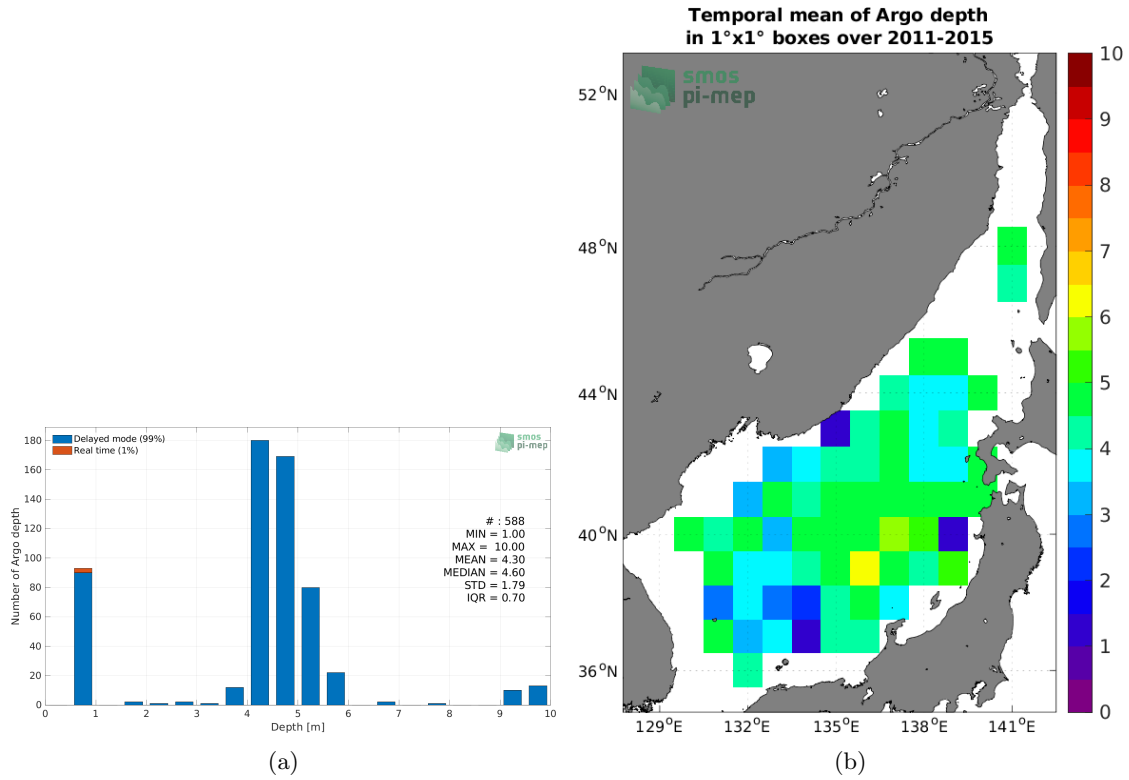 Temporal mean of Argo depth
in 1°x1° boxes over 2011-2015
smos
pi-mep
52°N
48°N
44°N
40°N
36°N
129°E
132°E
135°E
138°E
141°E
10
9
8
7
6
5
4
3
2
1
0
Delayed mode (99%)
Real time (1%)
smos
pi-mep
# : 588
MIN = 1.00
MAX = 10.00
MEAN = 4.30
MEDIAN = 4.60
STD = 1.79
IQR = 0.70
Number of Argo depth
180
160
140
120
100
80
60
40
20
0
0 1 2 3 4 5 6 7 8 9 10
Depth [m]
(a)
(b)